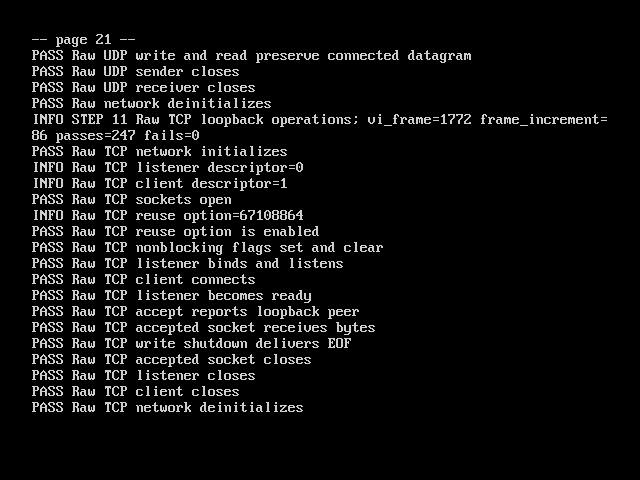 -- page 21 --
PASS Raw UDP write and read preserve connected datagram
PASS Raw UDP sender closes
PASS Raw UDP receiver closes
PASS Raw network deinitializes
INFO STEP 11 Raw TCP loopback operations; vi_frame=1772 frame_increment=
86 passes=247 fails=0
PASS Raw TCP network initializes
INFO Raw TCP listener descriptor=0
INFO Raw TCP client descriptor=1
PASS Raw TCP sockets open
INFO Raw TCP reuse option=67108864
PASS Raw TCP reuse option is enabled
PASS Raw TCP nonblocking flags set and clear
PASS Raw TCP listener binds and listens
PASS Raw TCP client connects
PASS Raw TCP listener becomes ready
PASS Raw TCP accept reports loopback peer
PASS Raw TCP accepted socket receives bytes
PASS Raw TCP write shutdown delivers EOF
PASS Raw TCP accepted socket closes
PASS Raw TCP listener closes
PASS Raw TCP client closes
PASS Raw TCP network deinitializes